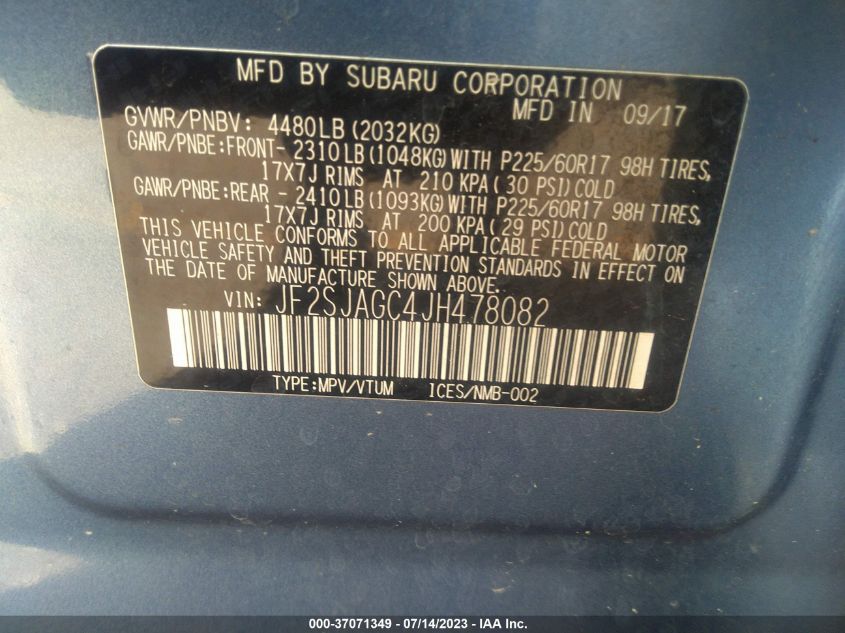 MFD BY SUBARU CORPORATION
MFD IN 09/17
GVWR/PNBV: 4480LB(2032KG)
GAWR/PNBE:FRONT- 2310LB(1048KG)WITH P225/60R17 98H TIRES,
17X7J RIMS AT 210 KPA(30 PSI)COLD
GAWR/PNBE:REAR - 2410LB(1093KG)WITH P225/60R17 98H TIRES,
17X7J RIMS AT 200 KPA(29 PSI)COLD
THIS VEHICLE CONFORMS TO ALL APPLICABLE FEDERAL MOTOR
VEHICLE SAFETY AND THEFT PREVENTION STANDARDS IN EFFECT ON
THE DATE OF MANUFACTURE SHOWN ABOVE.
VIN: JF2SJAGC4JH478082
TYPE:MPV/VTUM ICES/NMB-002
000-37071349 - 07/14/2023 - IAA Inc.